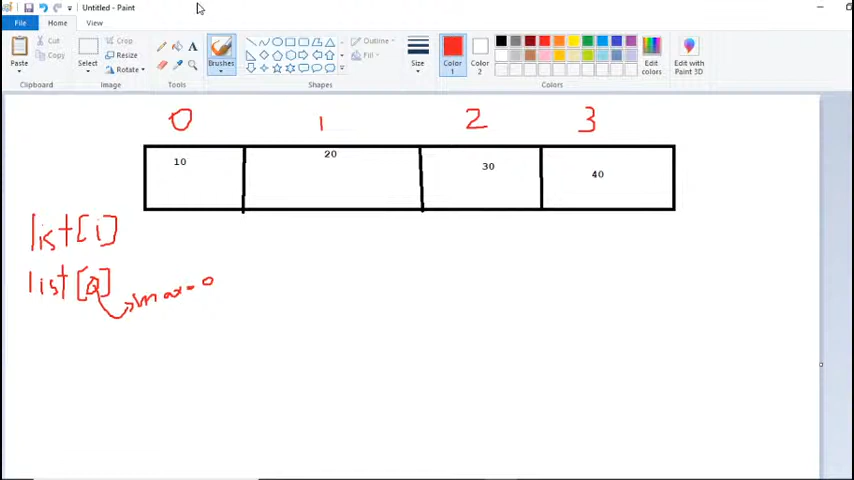 Untitled - Paint
File Home View
Cut Crop Outline
Copy Resize Fill
Paste Select Rotate Brushes Size Color 1 Color 2 Edit colors Edit with Paint 3D
Clipboard Image Tools Shapes Colors
0 1 2 3
10 20 30 40
list[i]
list[0]
max=0